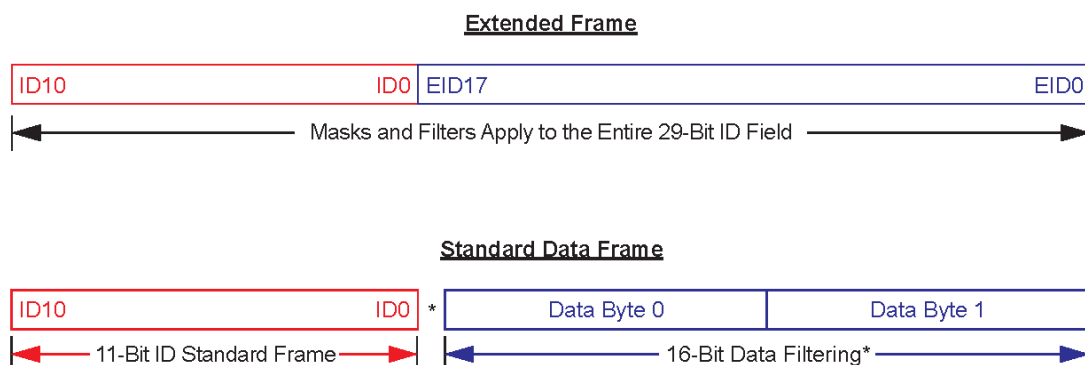 Extended Frame
ID10 ID0 EID17 EID0
Masks and Filters Apply to the Entire 29-Bit ID Field
Standard Data Frame
ID10 ID0 * Data Byte 0 Data Byte 1
11-Bit ID Standard Frame 16-Bit Data Filtering*